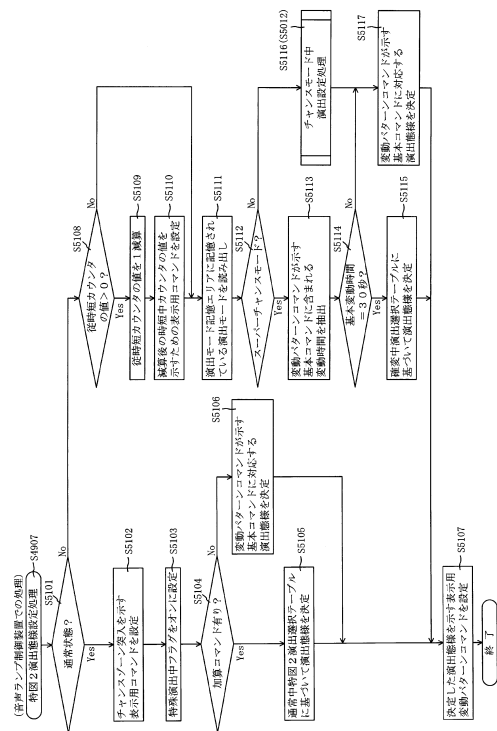 (音声ランプ制御装置での処理)
特図2演出態様設定処理
S4907
S5101
通常状態?
No
Yes
S5102
チャンスゾーン突入を示す
表示用コマンドを設定
S5103
特殊演出中フラグをオンに設定
S5104
加算コマンド有り?
No
Yes
S5105
通常中特図2演出選択テーブル
に基づいて演出態様を決定
S5106
変動パターンコマンドが示す
基本コマンドに対応する
演出態様を決定
S5107
決定した演出態様を示す表示用
変動パターンコマンドを設定
終了
S5108
従時短カウンタ
の値>0?
No
Yes
S5109
従時短カウンタの値を1減算
S5110
減算後の時短中カウンタの値を
示すための表示用コマンドを設定
S5111
演出モード記憶エリアに記憶され
ている演出モードを読み出し
S5112
スーパーチャンスモード?
No
Yes
S5113
変動パターンコマンドが示す
基本コマンドに含まれる
変動時間を抽出
S5114
基本変動時間
=30秒?
No
Yes
S5115
確変中演出選択テーブルに
基づいて演出態様を決定
S5116(S5012)
チャンスモード中
演出設定処理
S5117
変動パターンコマンドが示す
基本コマンドに対応する
演出態様を決定